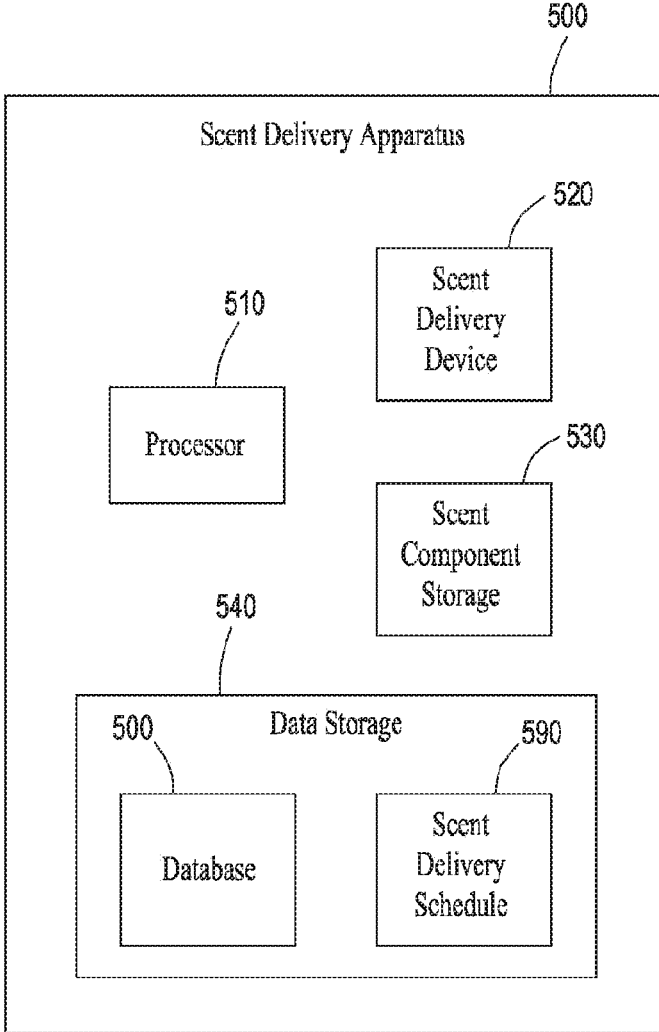 500
Scent Delivery Apparatus
520
Scent
Delivery
Device
510
Processor
530
Scent
Component
Storage
540
Data Storage
500
Database
590
Scent
Delivery
Schedule